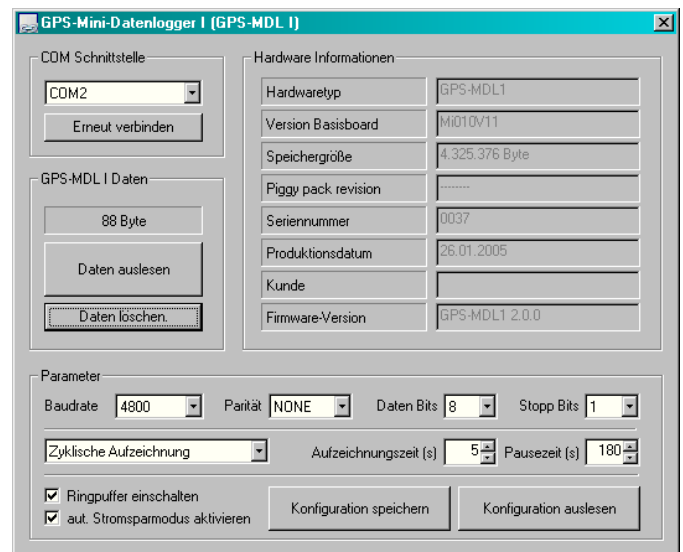 GPS-Mini-Datenlogger I (GPS-MDL I)
COM Schnittstelle
COM2
Erneut verbinden
GPS-MDL I Daten
88 Byte
Daten auslesen
Daten löschen.
Hardware Informationen
Hardwaretyp GPS-MDL1
Version Basisboard Mi010V11
Speichergröße 4.325.376 Byte
Piggy pack revision --------
Seriennummer 0037
Produktionsdatum 26.01.2005
Kunde
Firmware-Version GPS-MDL1 2.0.0
Parameter
Baudrate 4800 Parität NONE Daten Bits 8 Stopp Bits 1
Zyklische Aufzeichnung Aufzeichnungszeit (s) 5 Pausezeit (s) 180
Ringpuffer einschalten
aut. Stromsparmodus aktivieren
Konfiguration speichern
Konfiguration auslesen